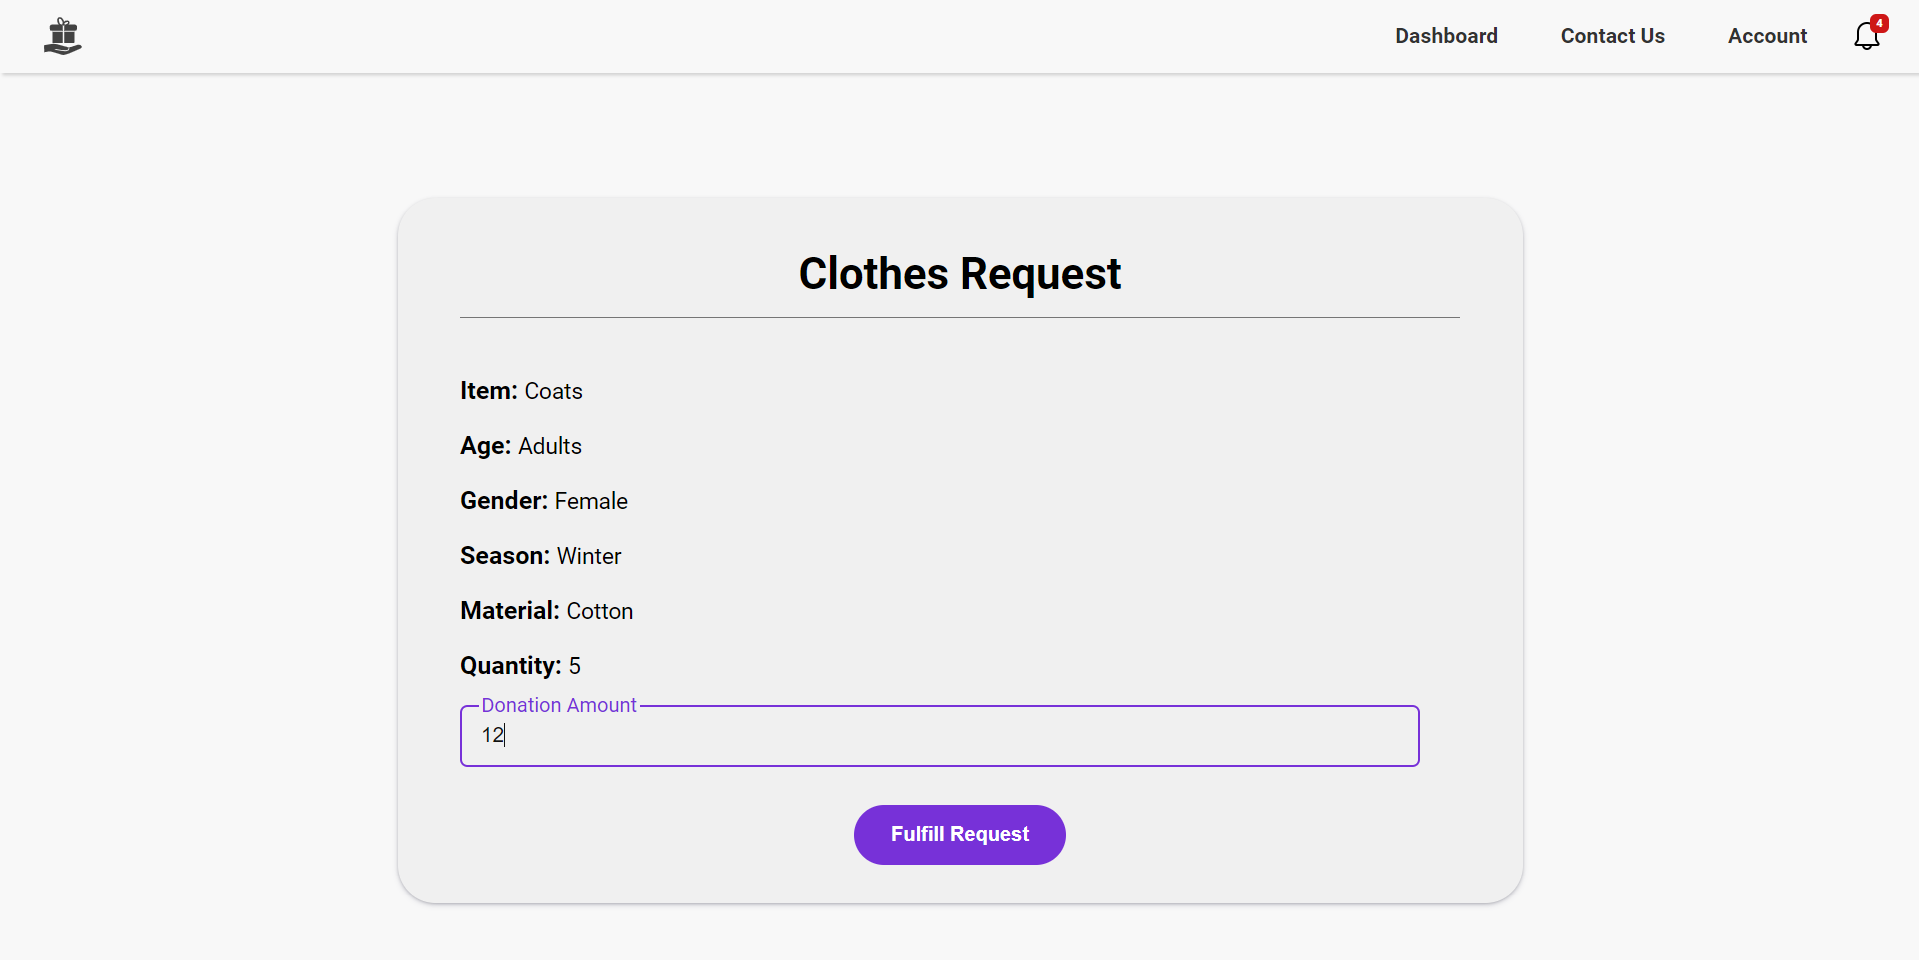 Dashboard Contact Us Account 4
Clothes Request
Item: Coats
Age: Adults
Gender: Female
Season: Winter
Material: Cotton
Quantity: 5
Donation Amount
12
Fulfill Request